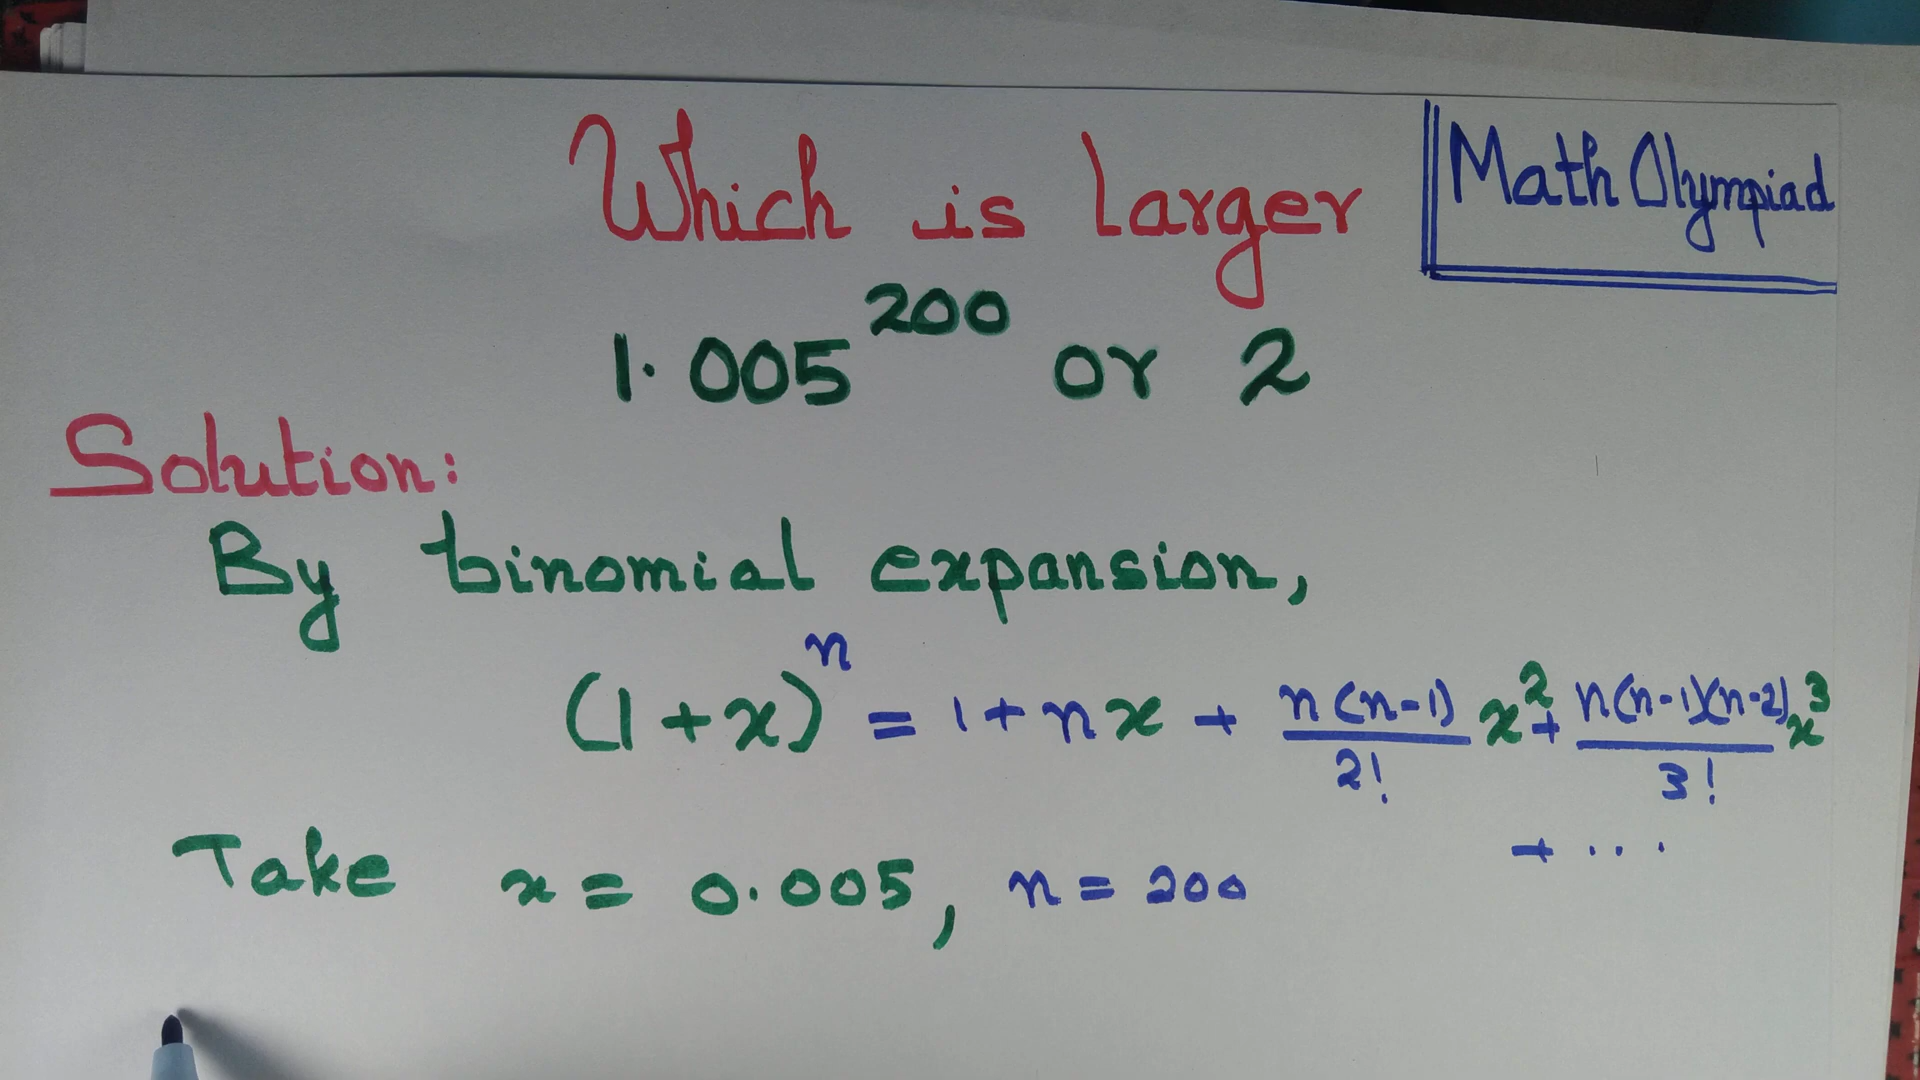 Which is larger
Math Olympiad
1.005^200 or 2
Solution:
By binomial expansion,
(1+x)^n = 1+nx + n(n-1)/2! x^2 + n(n-1)(n-2)/3! x^3
+ ...
Take x = 0.005, n = 200